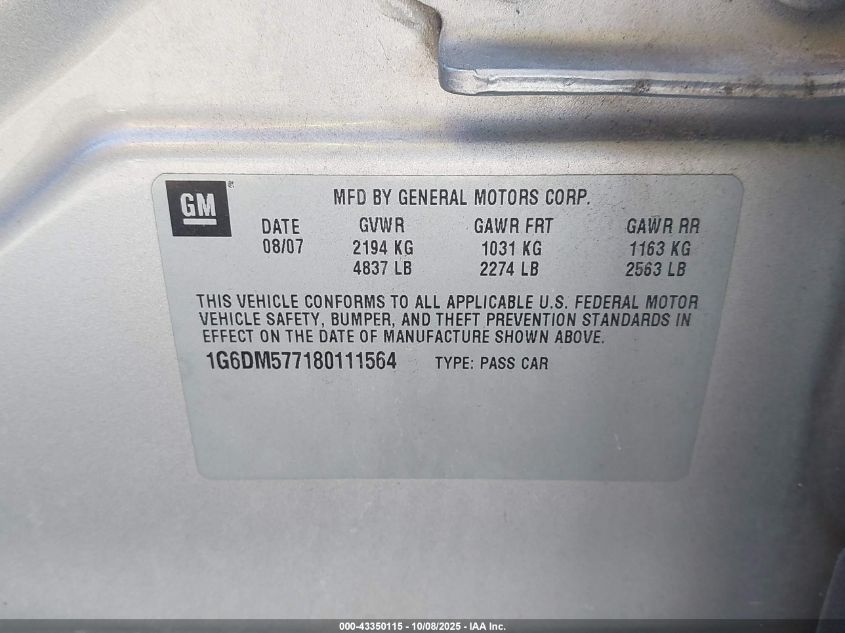 GM®
MFD BY GENERAL MOTORS CORP.
DATE GVWR GAWR FRT GAWR RR
08/07 2194 KG 1031 KG 1163 KG
4837 LB 2274 LB 2563 LB
THIS VEHICLE CONFORMS TO ALL APPLICABLE U.S. FEDERAL MOTOR
VEHICLE SAFETY, BUMPER, AND THEFT PREVENTION STANDARDS IN
EFFECT ON THE DATE OF MANUFACTURE SHOWN ABOVE.
1G6DM577180111564 TYPE: PASS CAR
000-43350115 - 10/08/2025 - IAA Inc.